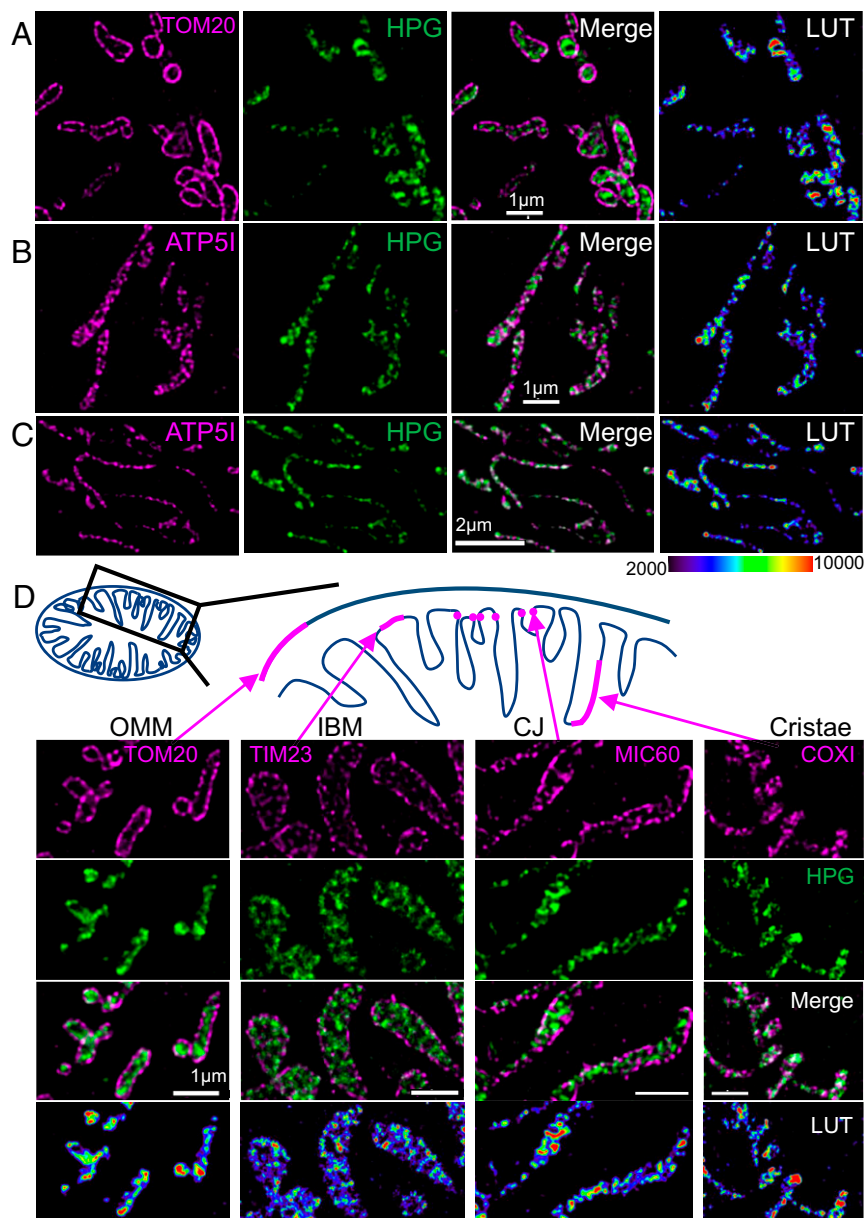 A TOM20 HPG Merge LUT
1µm
B ATP5I HPG Merge LUT
1µm
C ATP5I HPG Merge LUT
2µm
2000 10000
D
OMM IBM CJ Cristae
TOM20 TIM23 MIC60 COXI
HPG
Merge
1µm
LUT